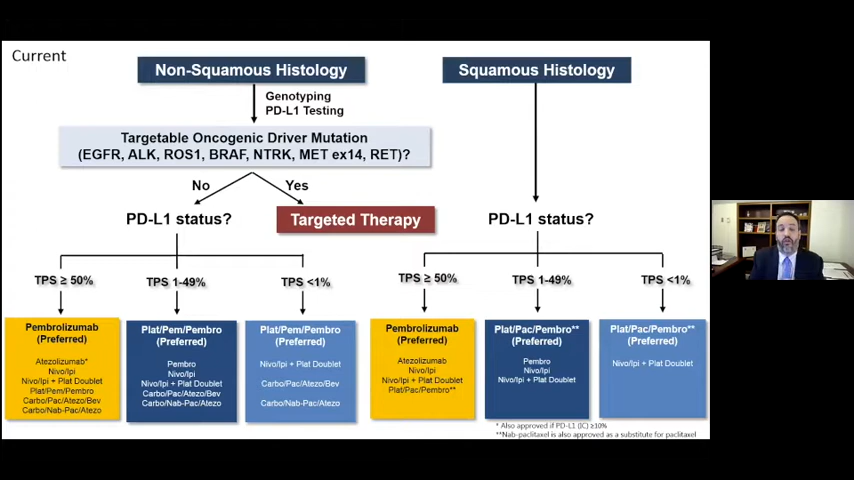 Current
Non-Squamous Histology
Squamous Histology
Genotyping
PD-L1 Testing
Targetable Oncogenic Driver Mutation
(EGFR, ALK, ROS1, BRAF, NTRK, MET ex14, RET)?
No
Yes
PD-L1 status?
Targeted Therapy
PD-L1 status?
TPS ≥ 50%
TPS 1-49%
TPS <1%
TPS ≥ 50%
TPS 1-49%
TPS <1%
Pembrolizumab
(Preferred)
Atezolizumab*
Nivo/Ipi
Nivo/Ipi + Plat Doublet
Plat/Pem/Pembro
Carbo/Pac/Atezo/Bev
Carbo/Nab-Pac/Atezo
Plat/Pem/Pembro
(Preferred)
Pembro
Nivo/Ipi
Nivo/Ipi + Plat Doublet
Carbo/Pac/Atezo/Bev
Carbo/Nab-Pac/Atezo
Plat/Pem/Pembro
(Preferred)
Nivo/Ipi + Plat Doublet
Carbo/Pac/Atezo/Bev
Carbo/Nab-Pac/Atezo
Pembrolizumab
(Preferred)
Atezolizumab
Nivo/Ipi
Nivo/Ipi + Plat Doublet
Plat/Pac/Pembro**
Plat/Pac/Pembro**
(Preferred)
Pembro
Nivo/Ipi
Nivo/Ipi + Plat Doublet
Plat/Pac/Pembro**
(Preferred)
Nivo/Ipi + Plat Doublet
* Also approved if PD-L1 (IC) ≥10%
**Nab-paclitaxel is also approved as a substitute for paclitaxel